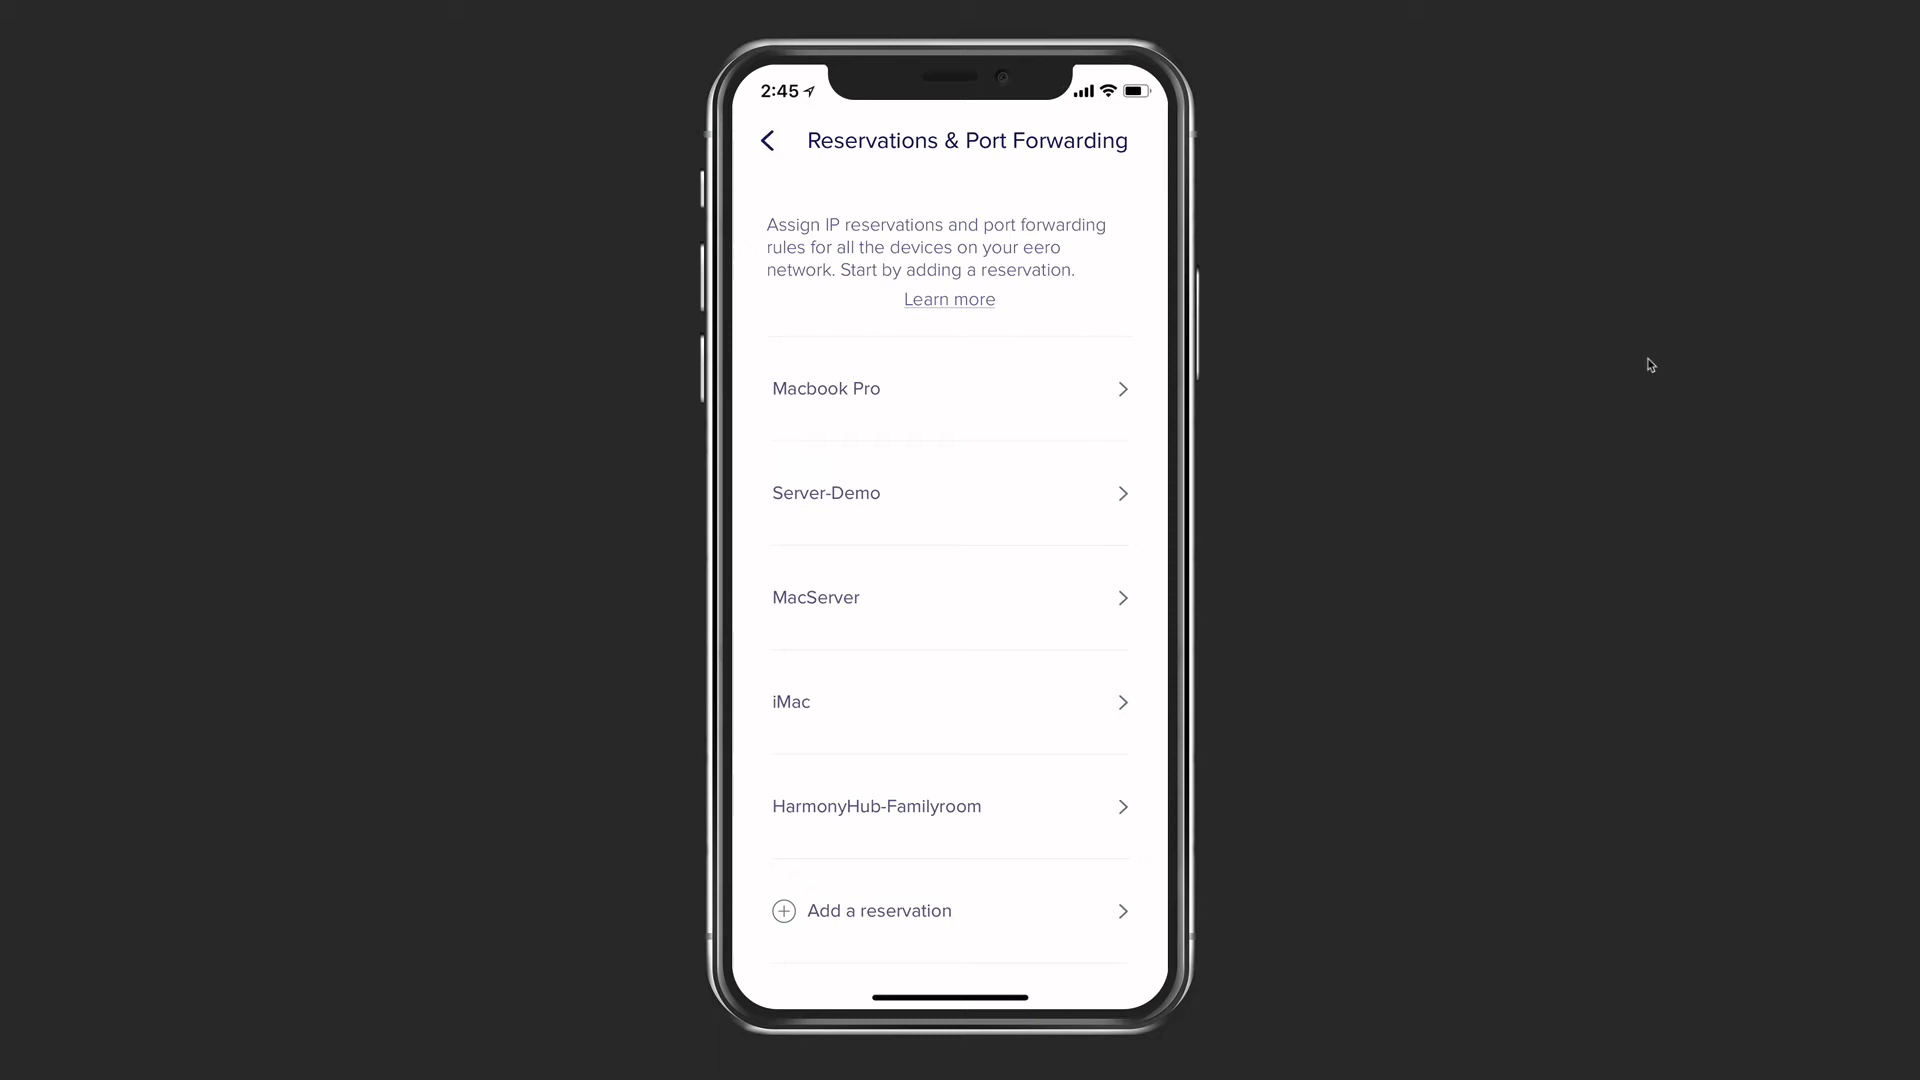 2:45
Reservations & Port Forwarding
Assign IP reservations and port forwarding
rules for all the devices on your eero
network. Start by adding a reservation.
Learn more
Macbook Pro
Server-Demo
MacServer
iMac
HarmonyHub-Familyroom
Add a reservation